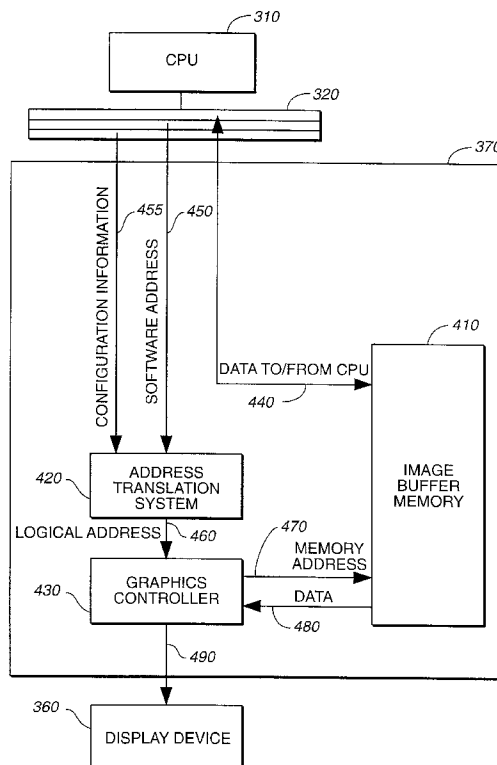 310
CPU
320
370
455
450
CONFIGURATION INFORMATION
SOFTWARE ADDRESS
410
DATA TO/FROM CPU
440
IMAGE
BUFFER
MEMORY
420
ADDRESS
TRANSLATION
SYSTEM
LOGICAL ADDRESS
460
470
MEMORY
ADDRESS
430
GRAPHICS
CONTROLLER
DATA
480
490
360
DISPLAY DEVICE